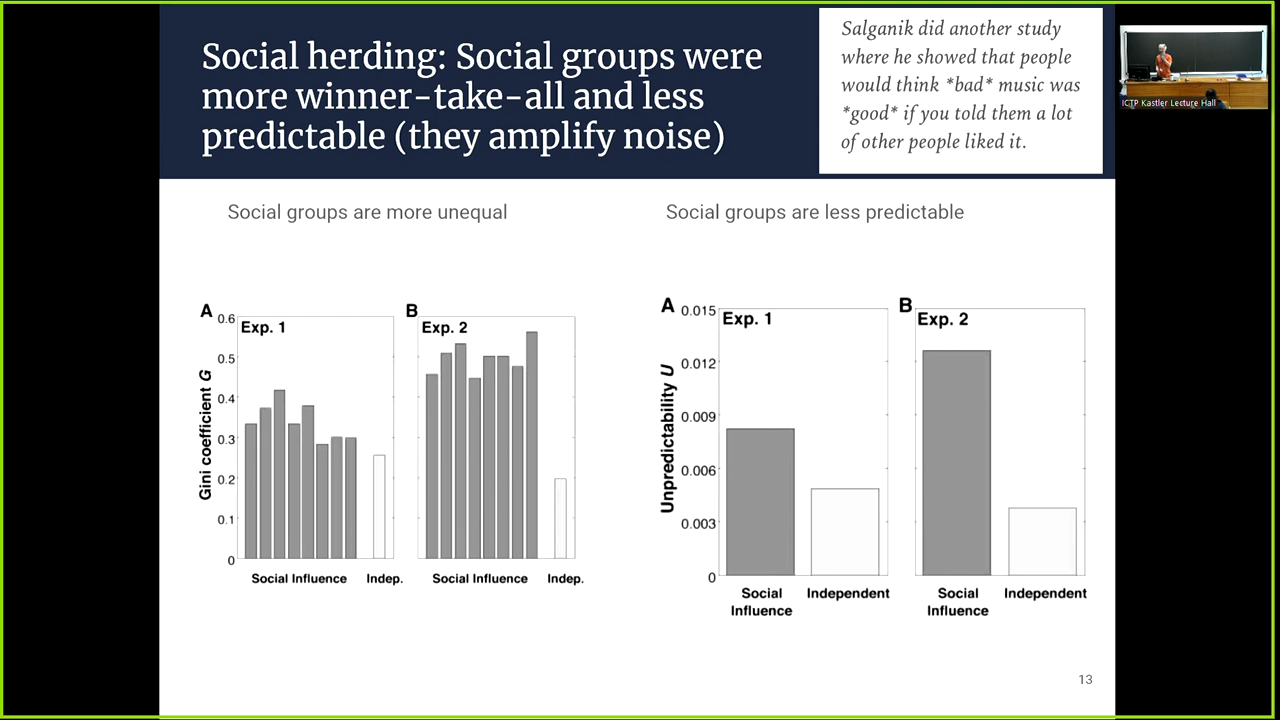 Social herding: Social groups were
more winner-take-all and less
predictable (they amplify noise)
Salganik did another study
where he showed that people
would think *bad* music was
*good* if you told them a lot
of other people liked it.
ICTP Kastler Lecture Hall
Social groups are more unequal
Social groups are less predictable
A
Exp. 1
Gini coefficient G
0.6
0.5
0.4
0.3
0.2
0.1
0
Social Influence
Indep.
B
Exp. 2
Social Influence
Indep.
A
Exp. 1
Unpredictability U
0.015
0.012
0.009
0.006
0.003
0
Social
Influence
Independent
B
Exp. 2
Social
Influence
Independent
13